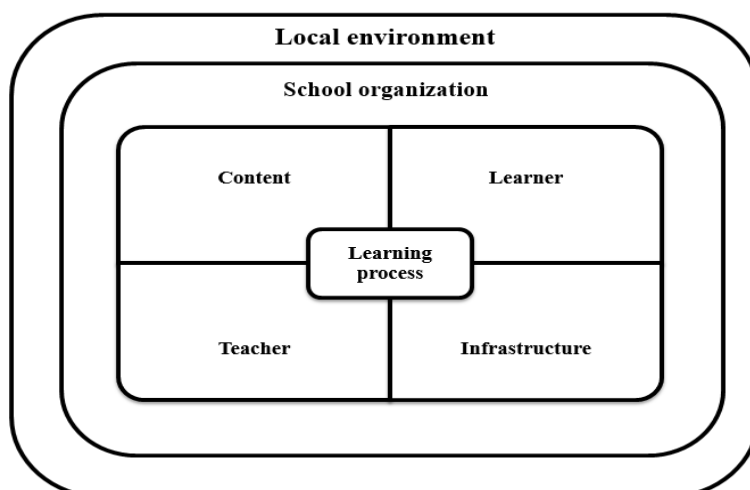 Local environment
School organization
Content
Learner
Learning
process
Teacher
Infrastructure